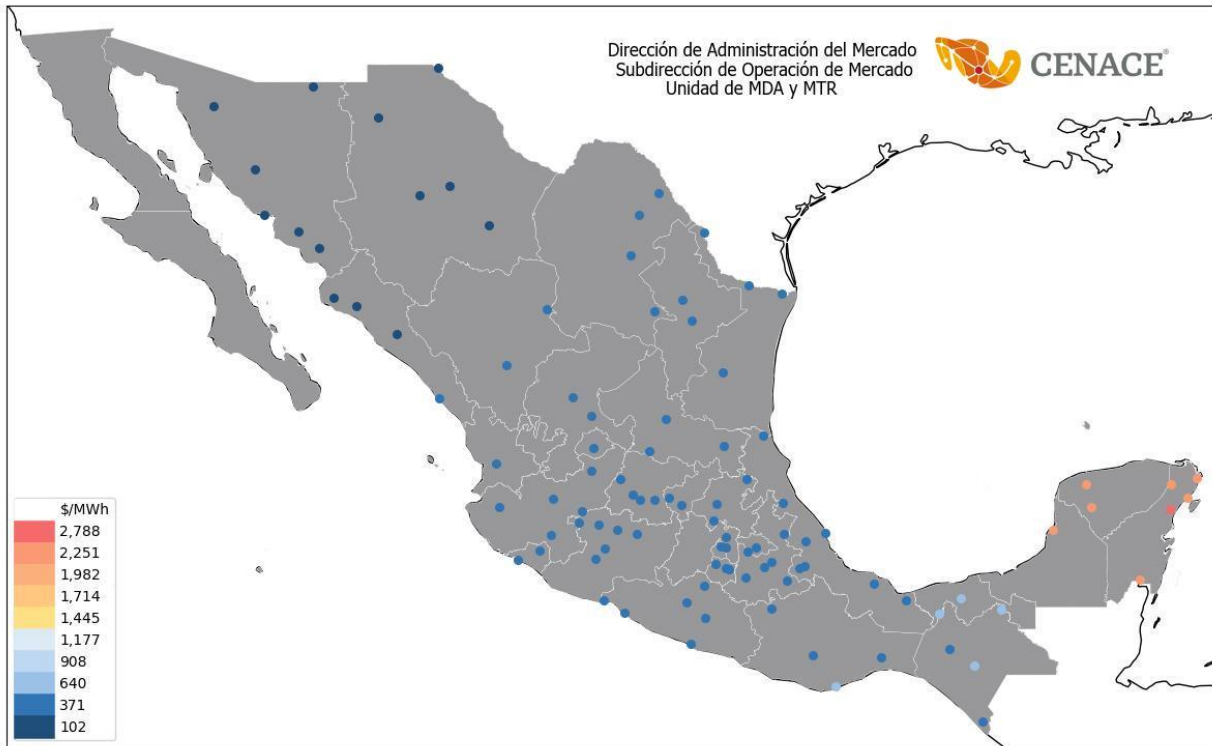 Dirección de Administración del Mercado
Subdirección de Operación de Mercado
Unidad de MDA y MTR
CENACE®
$/MWh
2,788
2,251
1,982
1,714
1,445
1,177
908
640
371
102